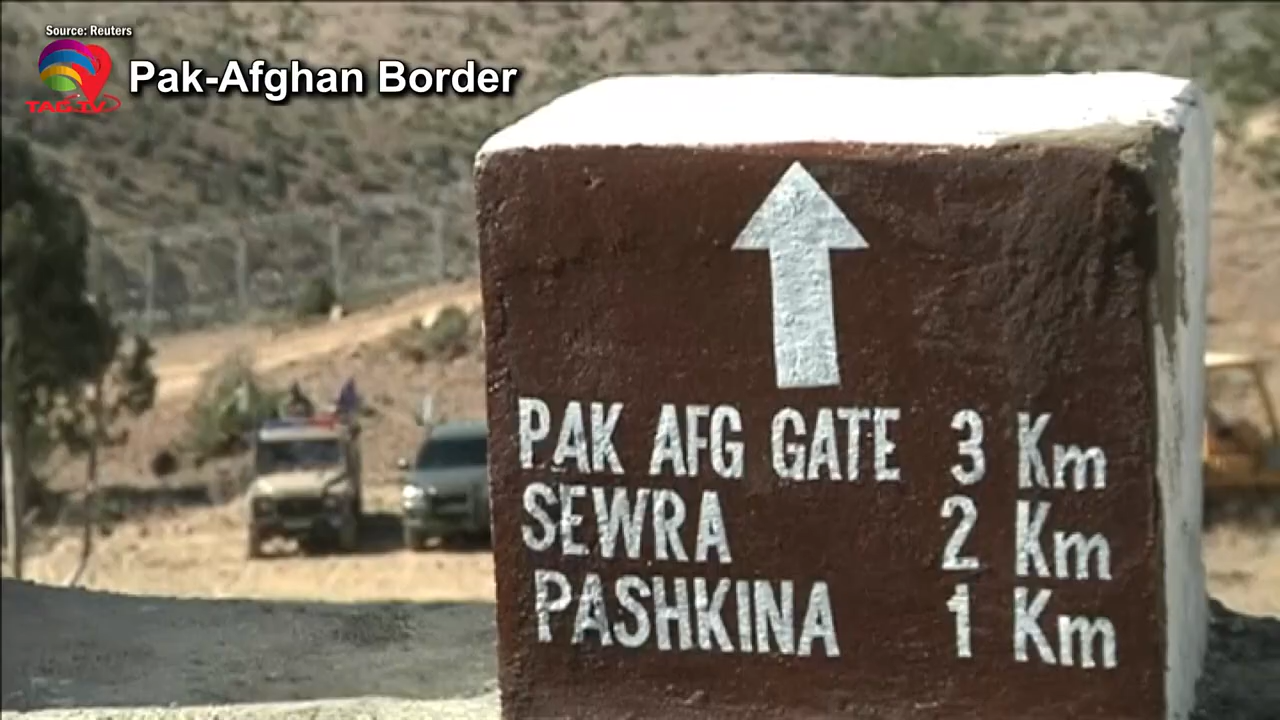 Source: Reuters
TAG TV
Pak-Afghan Border
PAK AFG GATE 3 Km
SEWRA 2 Km
PASHKINA 1 Km